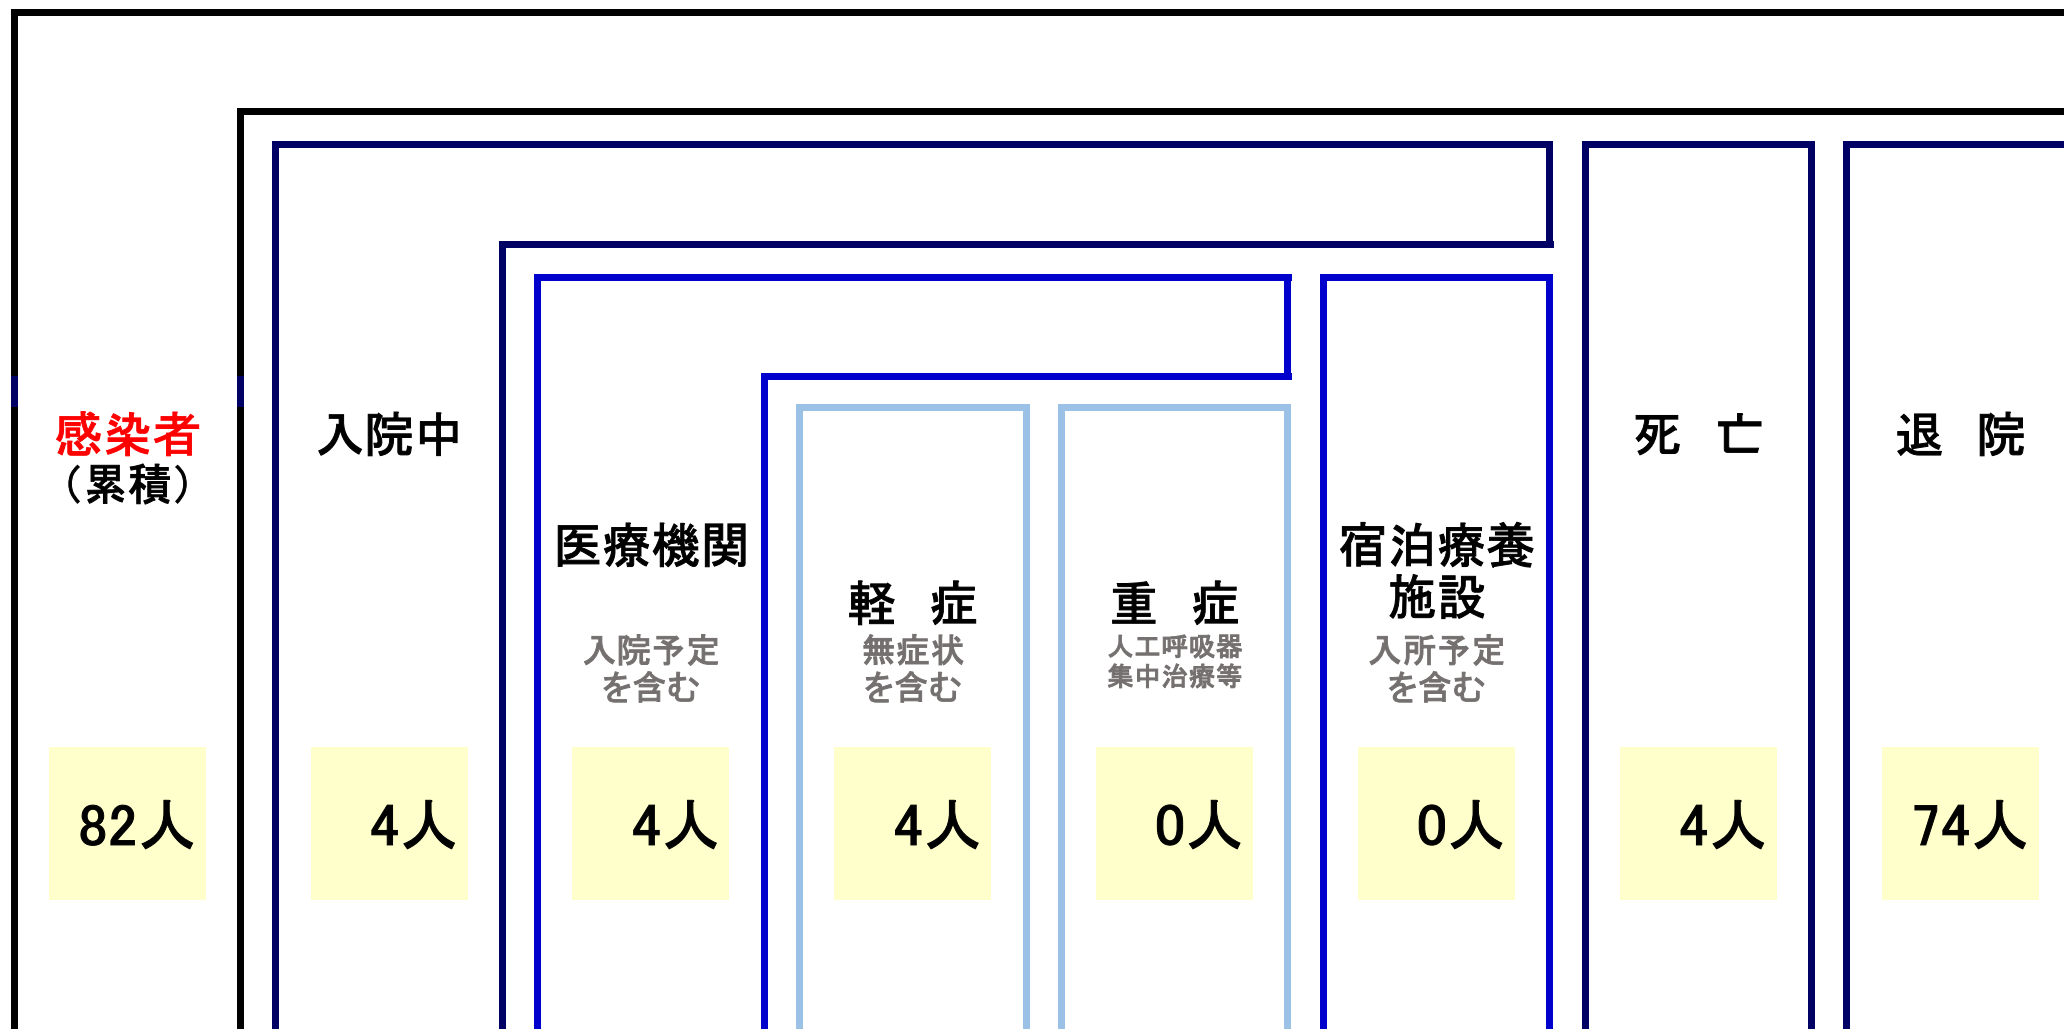 感染者
（累積）
82人
入院中
4人
医療機関
入院予定
を含む
4人
軽 症
無症状
を含む
4人
重 症
人工呼吸器
集中治療等
0人
宿泊療養
施設
入所予定
を含む
0人
死 亡
4人
退 院
74人